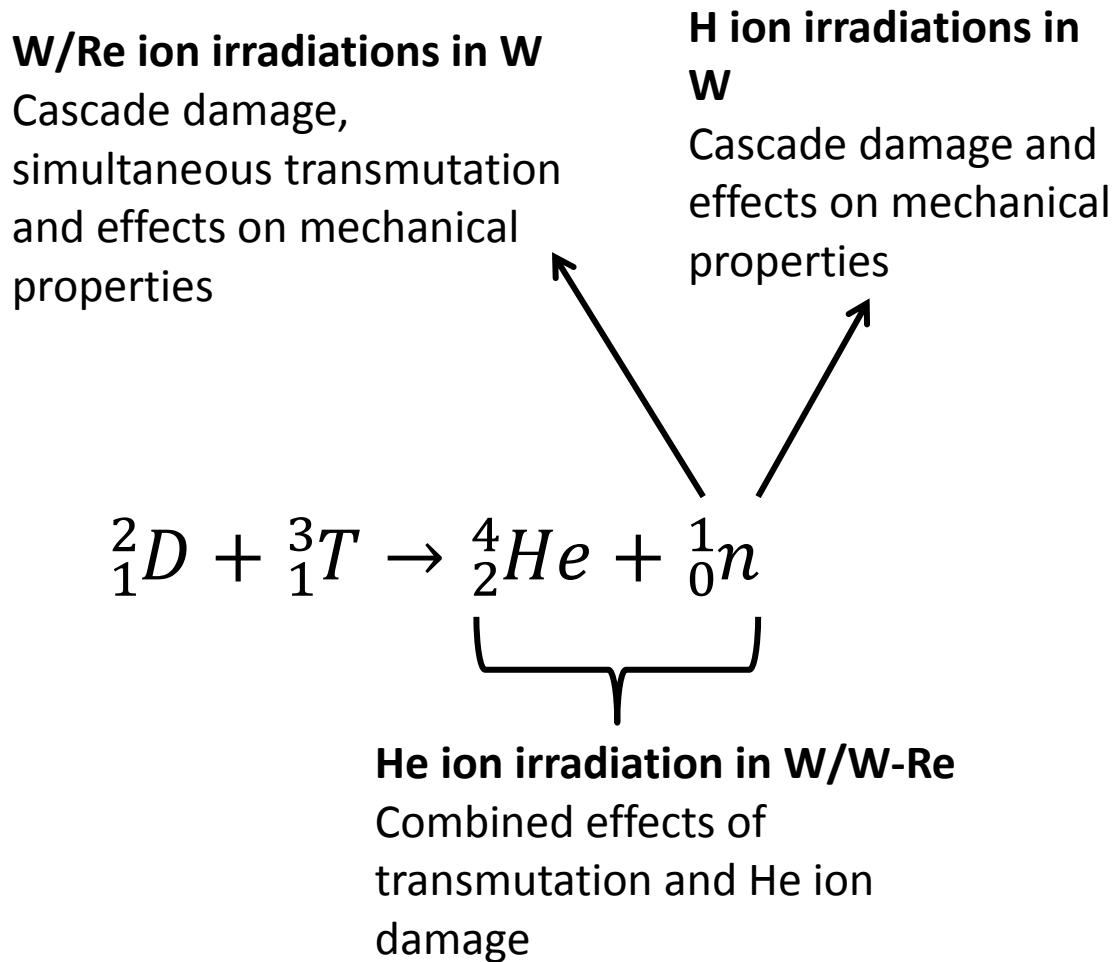 W/Re ion irradiations in W
Cascade damage,
simultaneous transmutation
and effects on mechanical
properties
H ion irradiations in
W
Cascade damage and
effects on mechanical
properties
²₁D + ³₁T → ⁴₂He + ¹₀n
He ion irradiation in W/W-Re
Combined effects of
transmutation and He ion
damage